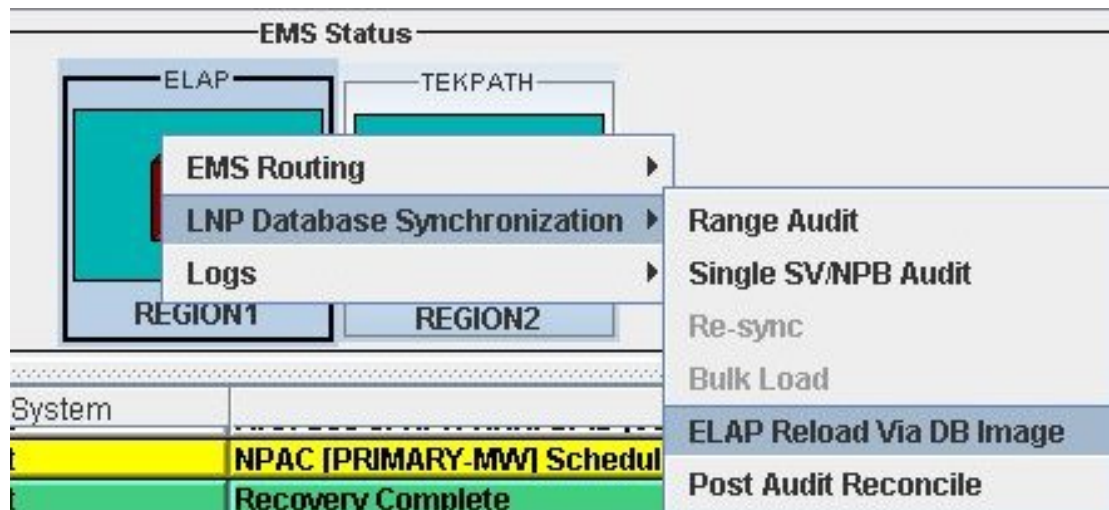 EMS Status
ELAP
TEKPATH
EMS Routing
LNP Database Synchronization
Logs
Range Audit
Single SV/NPB Audit
Re-sync
Bulk Load
ELAP Reload Via DB Image
Post Audit Reconcile
REGION1
REGION2
System
t
NPAC [PRIMARY-MW] Schedul
t
Recovery Complete